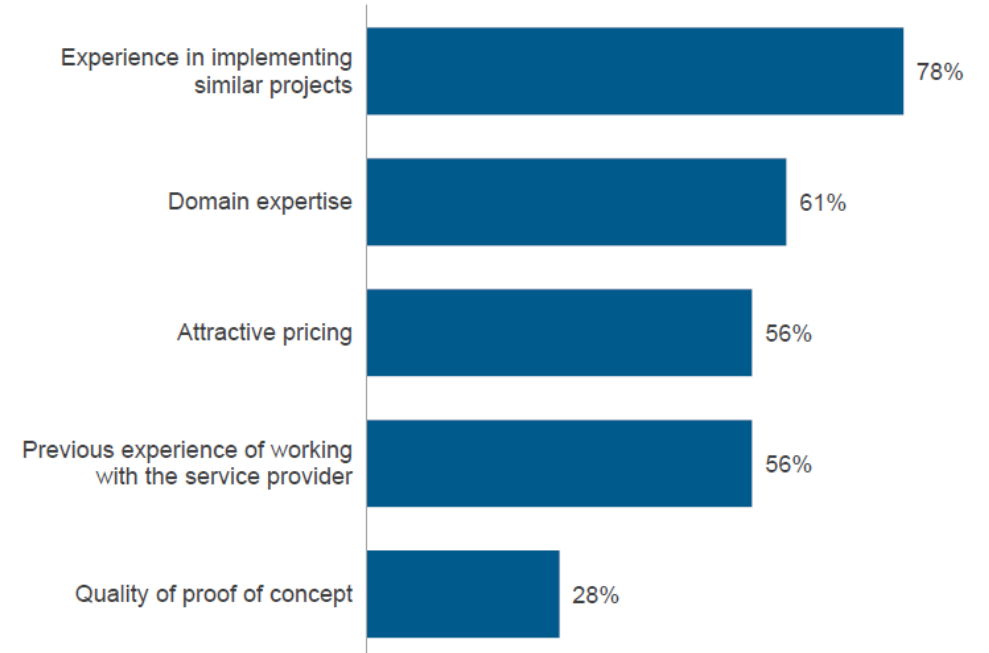 Experience in implementing
similar projects
78%
Domain expertise
61%
Attractive pricing
56%
Previous experience of working
with the service provider
56%
Quality of proof of concept
28%